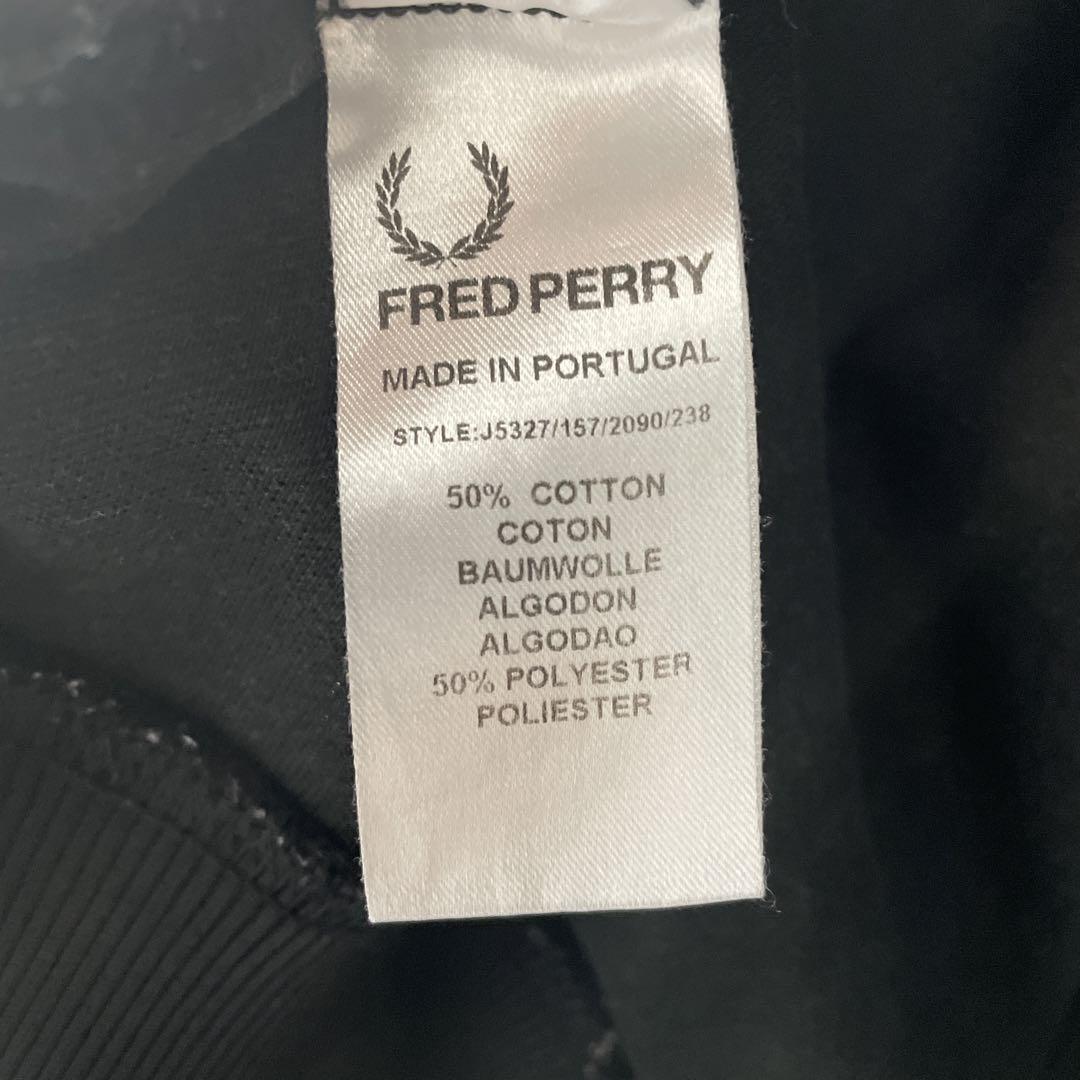 FRED PERRY
MADE IN PORTUGAL
STYLE:J5327/157/2090/238
50% COTTON
COTON
BAUMWOLLE
ALGODON
ALGODAO
50% POLYESTER
POLIESTER